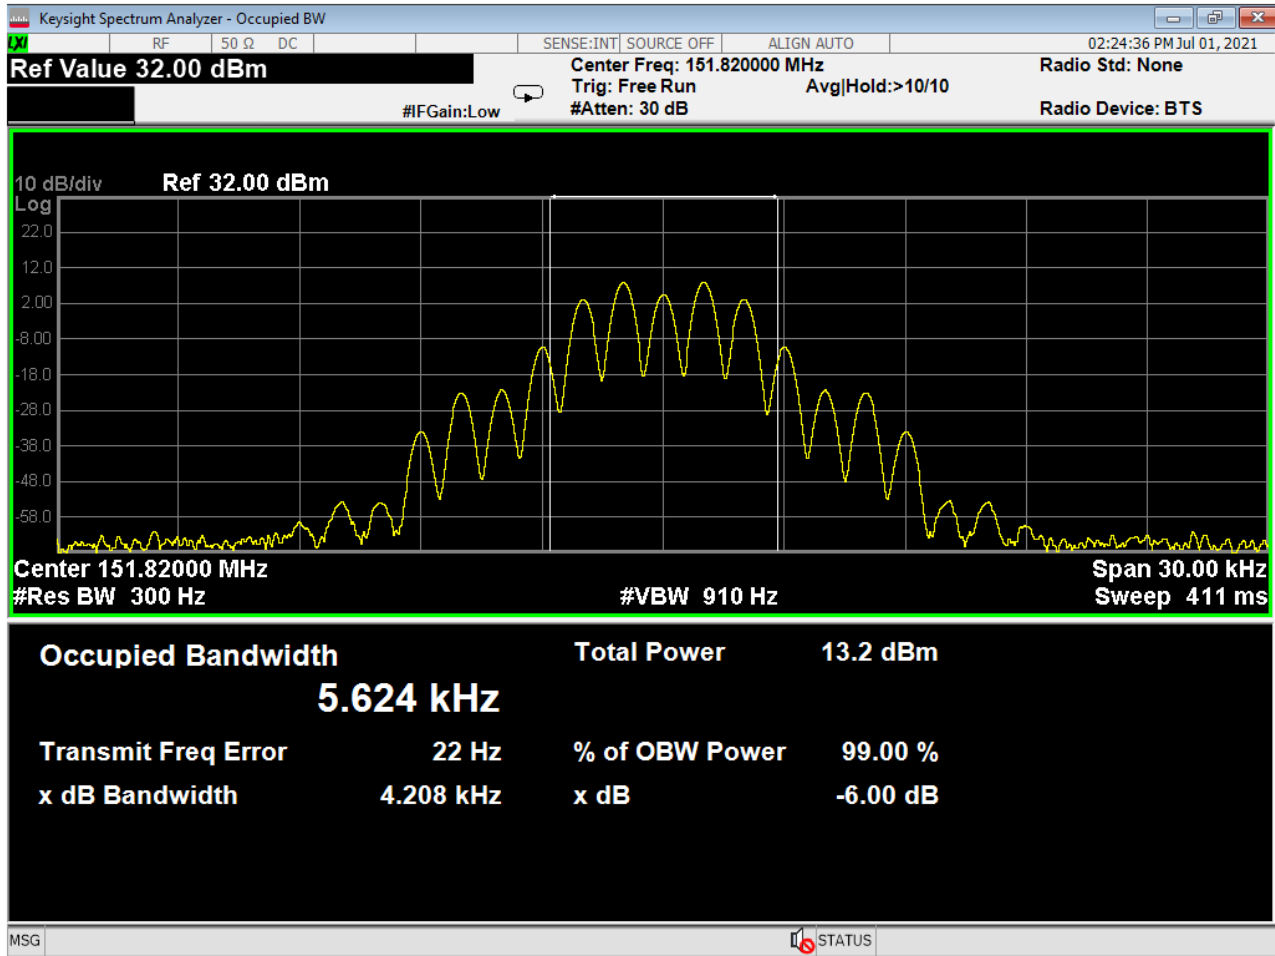 Keysight Spectrum Analyzer - Occupied BW
LXI RF 50 Ω DC SENSE:INT SOURCE OFF ALIGN AUTO 02:24:36 PM Jul 01, 2021
Ref Value 32.00 dBm
Center Freq: 151.820000 MHz
Radio Std: None
Trig: Free Run Avg|Hold:>10/10
#IFGain:Low
#Atten: 30 dB
Radio Device: BTS
10 dB/div Ref 32.00 dBm
Log
22.0
12.0
2.00
-8.00
-18.0
-28.0
-38.0
-48.0
-58.0
Center 151.82000 MHz Span 30.00 kHz
#Res BW 300 Hz #VBW 910 Hz Sweep 411 ms
Occupied Bandwidth Total Power 13.2 dBm
5.624 kHz
Transmit Freq Error 22 Hz % of OBW Power 99.00 %
x dB Bandwidth 4.208 kHz x dB -6.00 dB
MSG STATUS